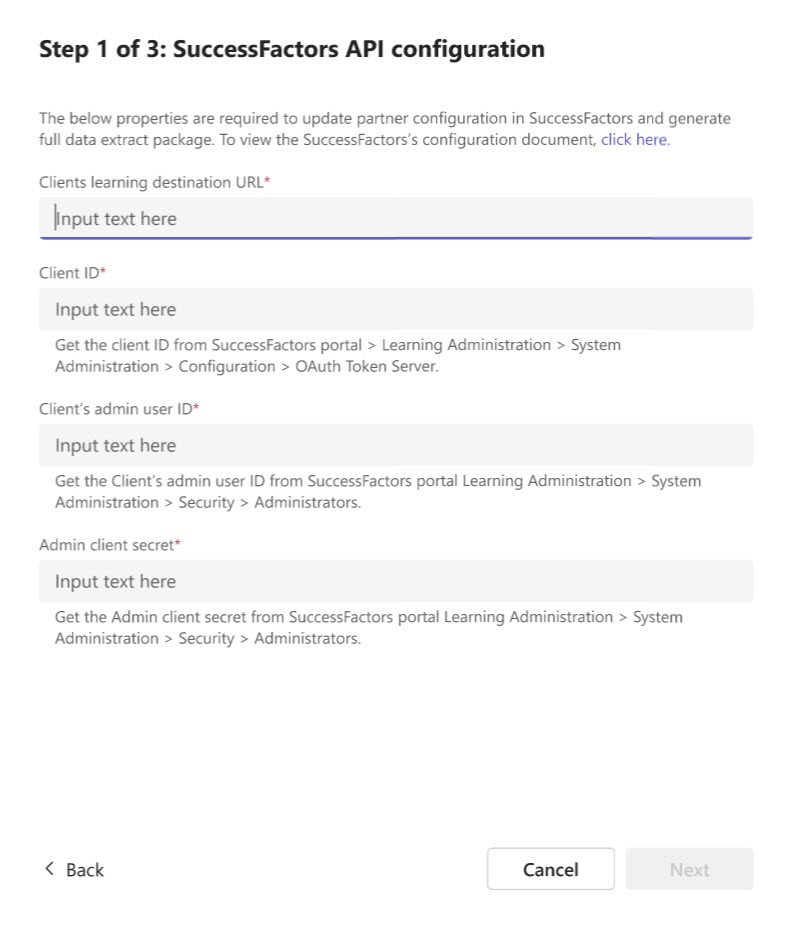 Step 1 of 3: SuccessFactors API configuration
The below properties are required to update partner configuration in SuccessFactors and generate
full data extract package. To view the SuccessFactors's configuration document, click here.
Clients learning destination URL*
Input text here
Client ID*
Input text here
Get the client ID from SuccessFactors portal > Learning Administration > System
Administration > Configuration > OAuth Token Server.
Client's admin user ID*
Input text here
Get the Client's admin user ID from SuccessFactors portal Learning Administration > System
Administration > Security > Administrators.
Admin client secret*
Input text here
Get the Admin client secret from SuccessFactors portal Learning Administration > System
Administration > Security > Administrators.
< Back
Cancel
Next